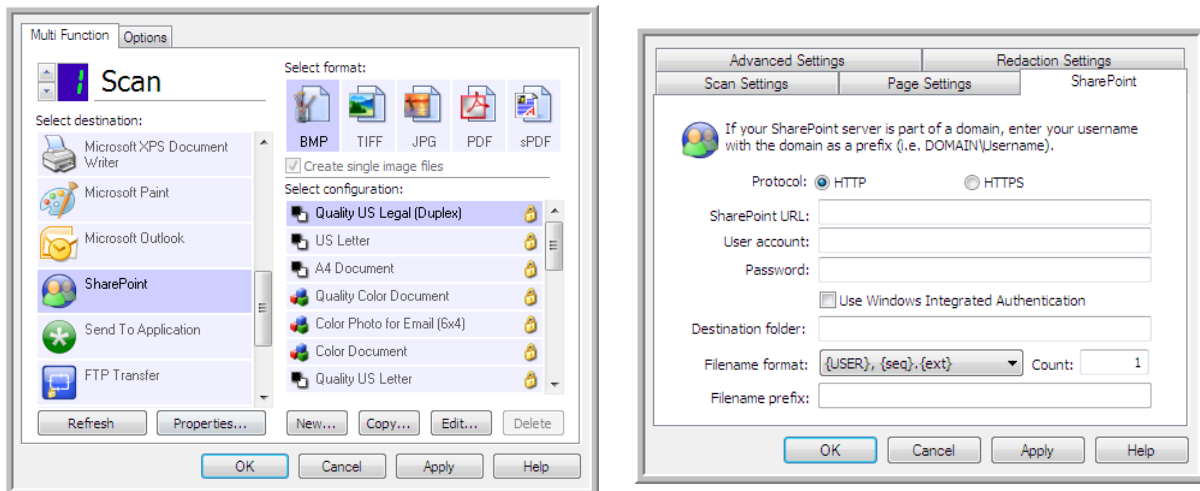 Multi Function
Options
1 Scan
Select destination:
Microsoft XPS Document
Writer
Microsoft Paint
Microsoft Outlook
SharePoint
Send To Application
FTP Transfer
Refresh
Properties...
Select format:
BMP
TIFF
JPG
PDF
sPDF
Create single image files
Select configuration:
Quality US Legal (Duplex)
US Letter
A4 Document
Quality Color Document
Color Photo for Email (6x4)
Color Document
Quality US Letter
New...
Copy...
Edit...
Delete
OK
Cancel
Apply
Help
Advanced Settings
Redaction Settings
Scan Settings
Page Settings
SharePoint
If your SharePoint server is part of a domain, enter your username
with the domain as a prefix (i.e. DOMAIN\Username).
Protocol: HTTP HTTPS
SharePoint URL:
User account:
Password:
Use Windows Integrated Authentication
Destination folder:
Filename format: {USER}, {seq}.{ext} Count: 1
Filename prefix:
OK
Cancel
Apply
Help